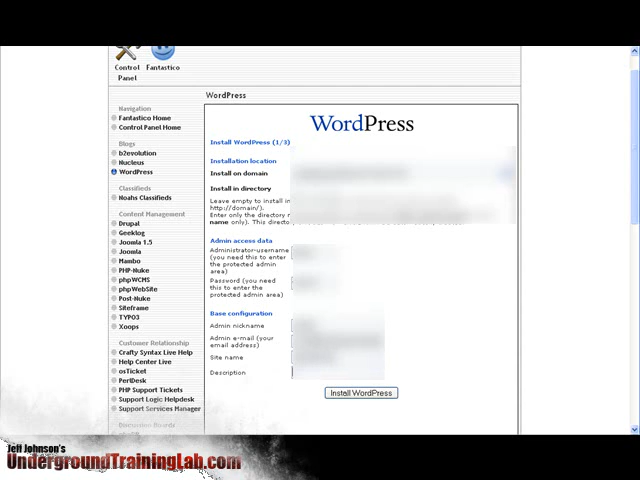 Control
Panel
Fantastico
WordPress
Navigation
Fantastico Home
Control Panel Home
Blogs
b2evolution
Nucleus
WordPress
Classifieds
Noahs Classifieds
Content Management
Drupal
Geeklog
Joomla 1.5
Joomla
Mambo
PHP-Nuke
phpWCMS
phpWebSite
Post-Nuke
Siteframe
TYPO3
Xoops
Customer Relationship
Crafty Syntax Live Help
Help Center Live
osTicket
PerlDesk
PHP Support Tickets
Support Logic Helpdesk
Support Services Manager
Discussion Boards
WordPress
Install WordPress (1/3)
Installation location
Install on domain
Install in directory
Leave empty to install in
http://domain/).
Enter only the directory
name only). This
Admin access data
Administrator-username
(you need this to enter
the protected admin
area)
Password (you need
this to enter the
protected admin area)
Base configuration
Admin nickname
Admin e-mail (your
email address)
Site name
Description
Install WordPress
Jeff Johnson's
UndergroundTrainingLab.com